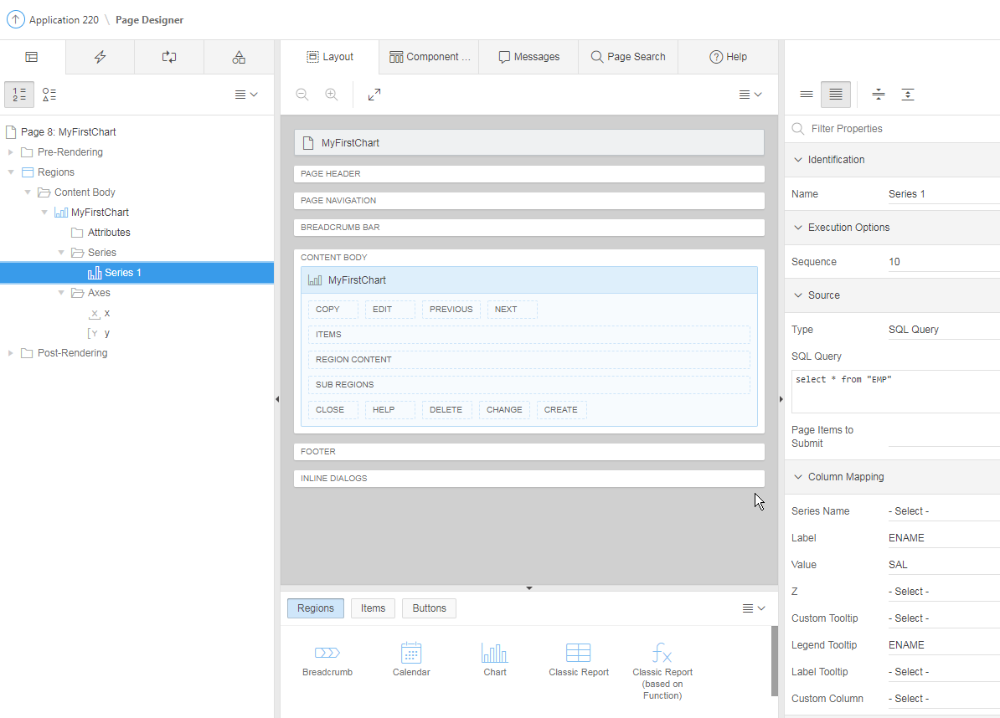 Application 220 \ Page Designer
Layout
Component ...
Messages
Page Search
Help
Page 8: MyFirstChart
Pre-Rendering
Regions
Content Body
MyFirstChart
Attributes
Series
Series 1
Axes
x
y
Post-Rendering
MyFirstChart
PAGE HEADER
PAGE NAVIGATION
BREADCRUMB BAR
CONTENT BODY
MyFirstChart
COPY EDIT PREVIOUS NEXT
ITEMS
REGION CONTENT
SUB REGIONS
CLOSE HELP DELETE CHANGE CREATE
FOOTER
INLINE DIALOGS
Regions Items Buttons
Breadcrumb
Calendar
Chart
Classic Report
Classic Report
(based on
Function)
Filter Properties
Identification
Name Series 1
Execution Options
Sequence 10
Source
Type SQL Query
SQL Query
select * from "EMP"
Page Items to
Submit
Column Mapping
Series Name - Select -
Label ENAME
Value SAL
Z - Select -
Custom Tooltip - Select -
Legend Tooltip ENAME
Label Tooltip - Select -
Custom Column - Select -